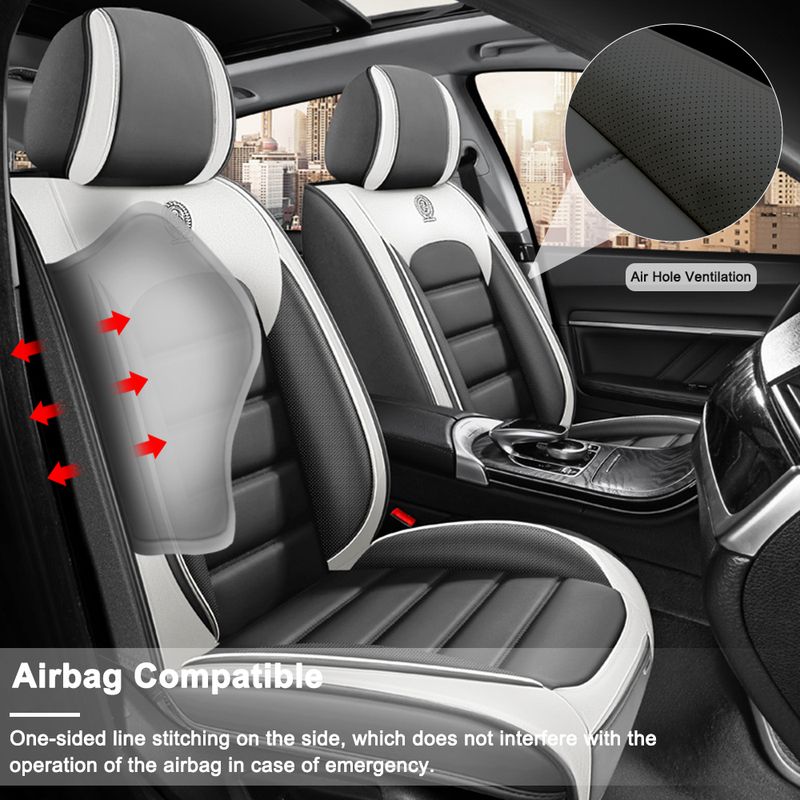 Air Hole Ventilation
Airbag Compatible
One-sided line stitching on the side, which does not interfere with the
operation of the airbag in case of emergency.